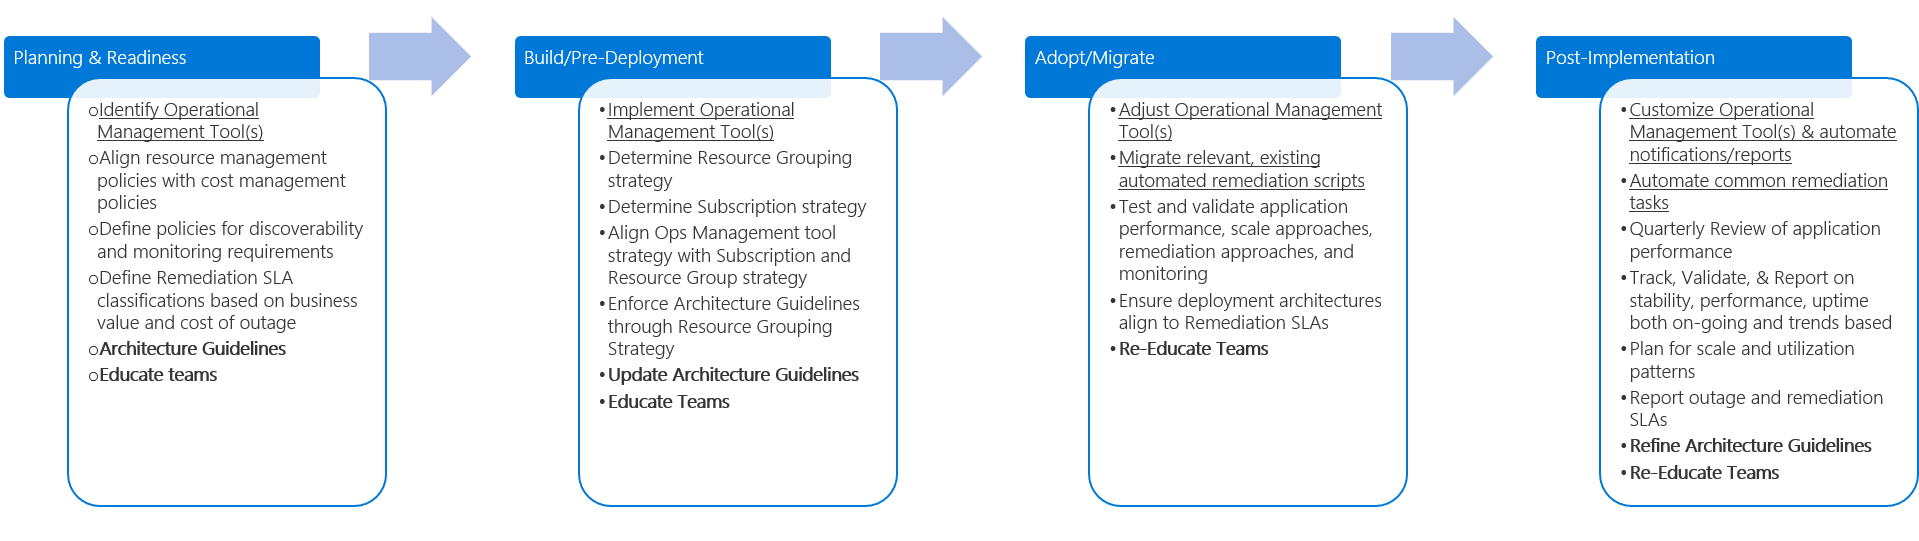 Planning & Readiness
oIdentify Operational
Management Tool(s)
oAlign resource management
policies with cost management
policies
oDefine policies for discoverability
and monitoring requirements
oDefine Remediation SLA
classifications based on business
value and cost of outage
oArchitecture Guidelines
oEducate teams
Build/Pre-Deployment
•Implement Operational
Management Tool(s)
•Determine Resource Grouping
strategy
•Determine Subscription strategy
•Align Ops Management tool
strategy with Subscription and
Resource Group strategy
•Enforce Architecture Guidelines
through Resource Grouping
Strategy
•Update Architecture Guidelines
•Educate Teams
Adopt/Migrate
•Adjust Operational Management
Tool(s)
•Migrate relevant, existing
automated remediation scripts
•Test and validate application
performance, scale approaches,
remediation approaches, and
monitoring
•Ensure deployment architectures
align to Remediation SLAs
•Re-Educate Teams
Post-Implementation
•Customize Operational
Management Tool(s) & automate
notifications/reports
•Automate common remediation
tasks
•Quarterly Review of application
performance
•Track, Validate, & Report on
stability, performance, uptime
both on-going and trends based
•Plan for scale and utilization
patterns
•Report outage and remediation
SLAs
•Refine Architecture Guidelines
•Re-Educate Teams